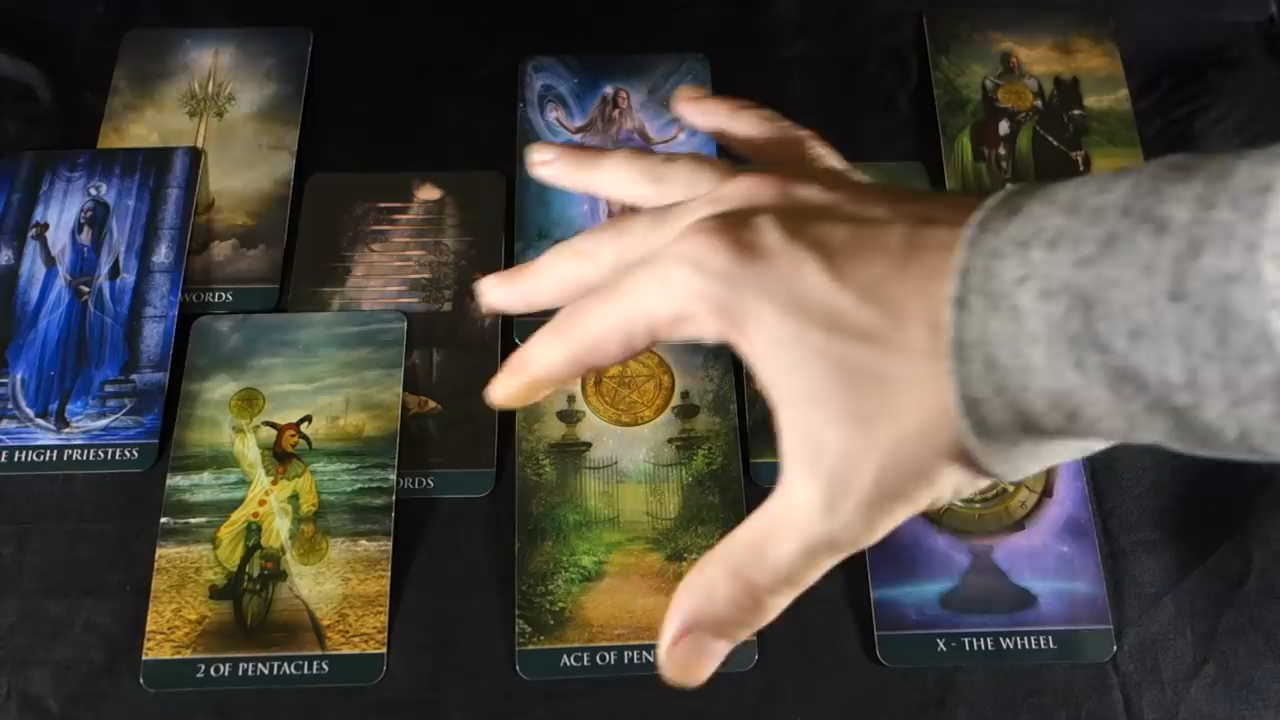 WORDS
E HIGH PRIESTESS
ORDS
2 OF PENTACLES
ACE OF PEN
X - THE WHEEL